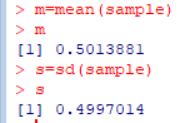 > m=mean(sample)
> m
[1] 0.5013881
> s=sd(sample)
> s
[1] 0.4997014